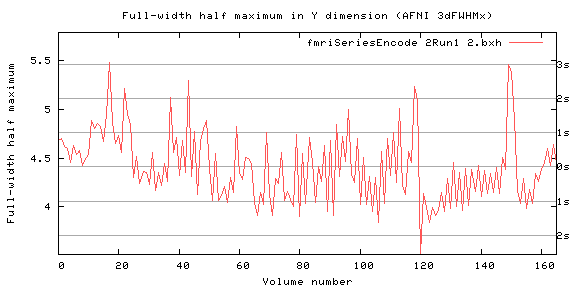 Full-width half maximum in Y dimension (AFNI 3dFWHMx)
fmriSeriesEncode 2Run1 2.bxh
Full-width half maximum
5.5
5
4.5
4
3s
2s
1s
0s
1s
2s
0 20 40 60 80 100 120 140 160
Volume number